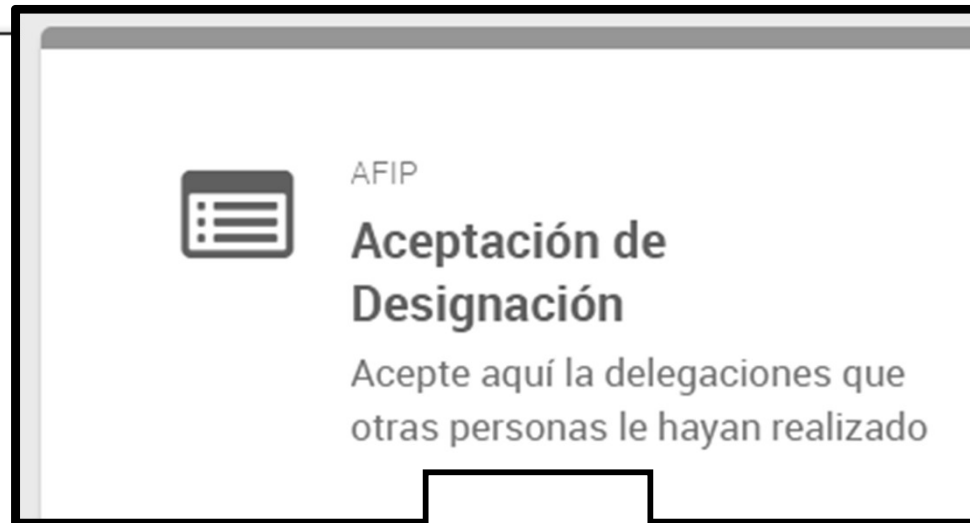 AFIP
Aceptación de
Designación
Acepte aquí la delegaciones que
otras personas le hayan realizado